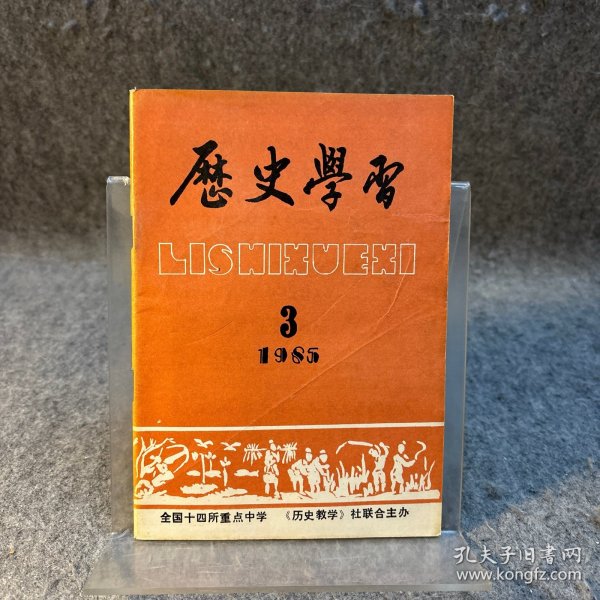 歷史學習
LISHIXUEXI
3
1985
全国十四所重点中学 《历史教学》社联合主办
孔夫子旧书网
www.kongfz.com